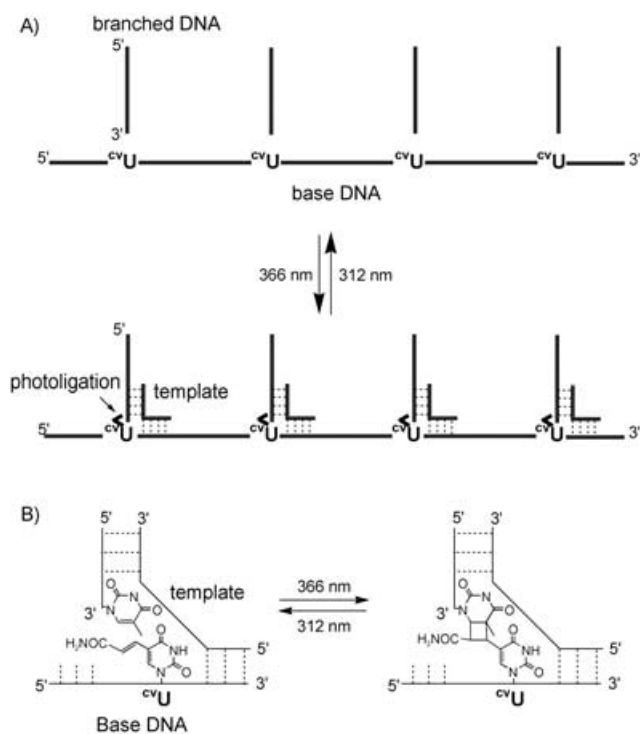 A)
branched DNA
5'
3'
5' cvU cvU cvU cvU 3'
base DNA
366 nm 312 nm
5'
photoligation
template
5' cvU cvU cvU cvU 3'
B)
5' 3' 5' 3'
template
366 nm
312 nm
O N O
O N O
3' N
N
H2NOC O NH 5'
H2NOC O NH 5'
N O
N O
5' 3'
5' 3'
cvU
cvU
Base DNA